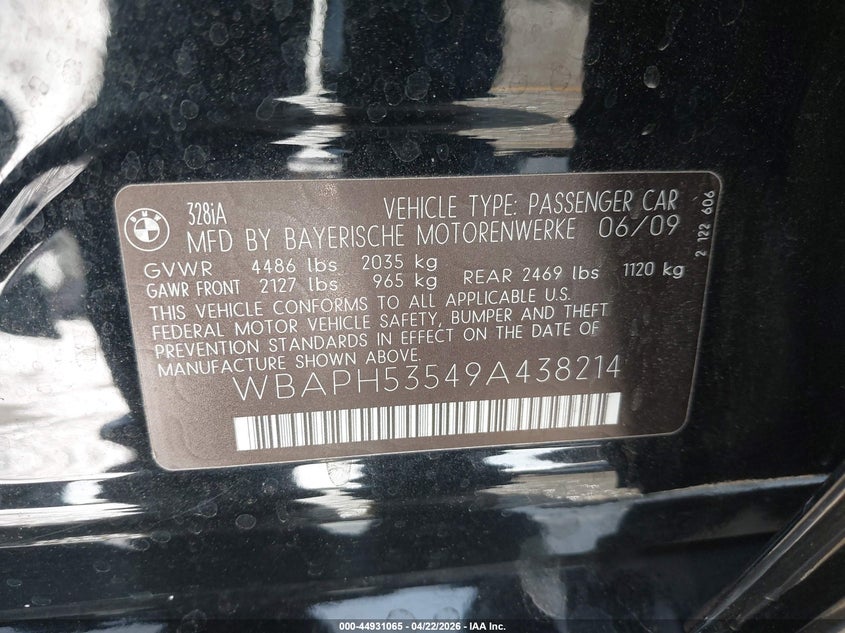 BMW
328iA
VEHICLE TYPE: PASSENGER CAR
MFD BY BAYERISCHE MOTORENWERKE 06/09
GVWR 4486 lbs 2035 kg
GAWR FRONT 2127 lbs 965 kg REAR 2469 lbs 1120 kg
THIS VEHICLE CONFORMS TO ALL APPLICABLE U.S.
FEDERAL MOTOR VEHICLE SAFETY, BUMPER AND THEFT
PREVENTION STANDARDS IN EFFECT ON THE DATE OF
MANUFACTURE SHOWN ABOVE.
WBAPH53549A438214
2 122 606
000-44931065 - 04/22/2026 - IAA Inc.